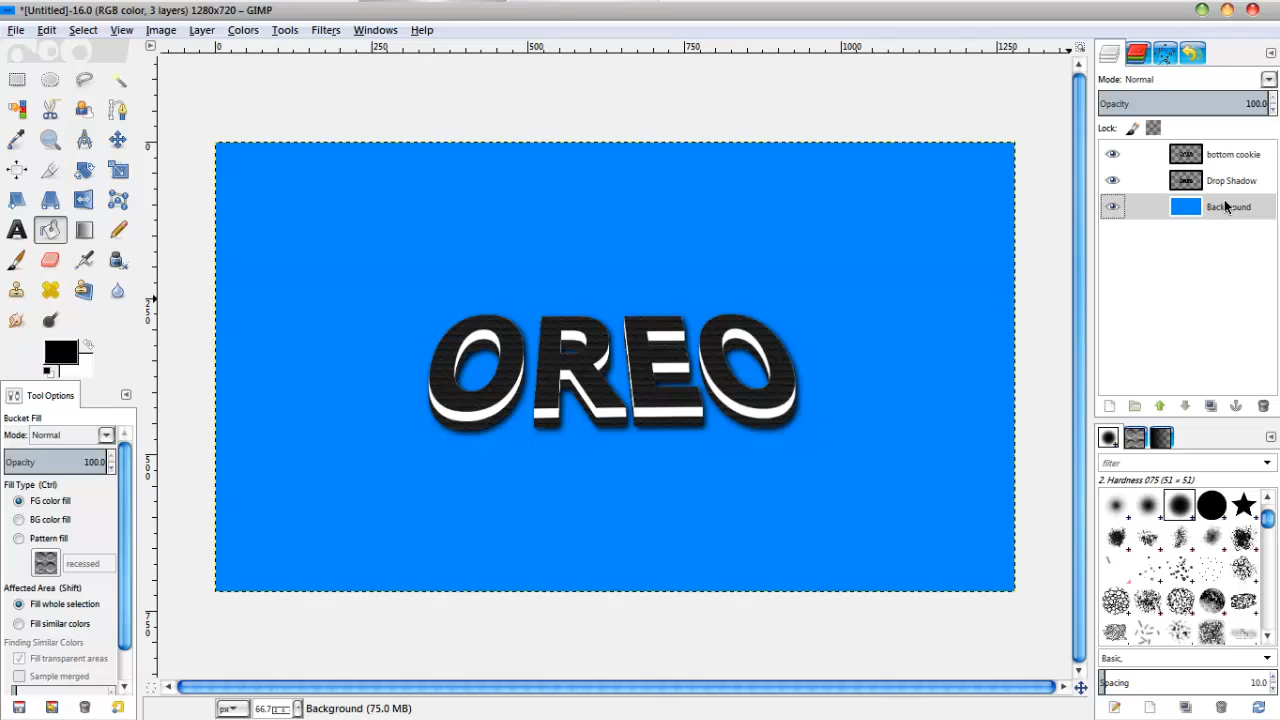 *[Untitled]-16.0 (RGB color, 3 layers) 1280x720 – GIMP
File Edit Select View Image Layer Colors Tools Filters Windows Help
0 250 500 750 1000 1250
Mode: Normal
Opacity 100.0
Lock:
bottom cookie
Drop Shadow
Background
0
250
500
750
OREO
Tool Options
Bucket Fill
Mode: Normal
Opacity 100.0
Fill Type (Ctrl)
FG color fill
BG color fill
Pattern fill
recessed
Affected Area (Shift)
Fill whole selection
Fill similar colors
Finding Similar Colors
Fill transparent areas
Sample merged
filter
2. Hardness 075 (51 × 51)
Basic,
Spacing 10.0
px 66.7 Background (75.0 MB)